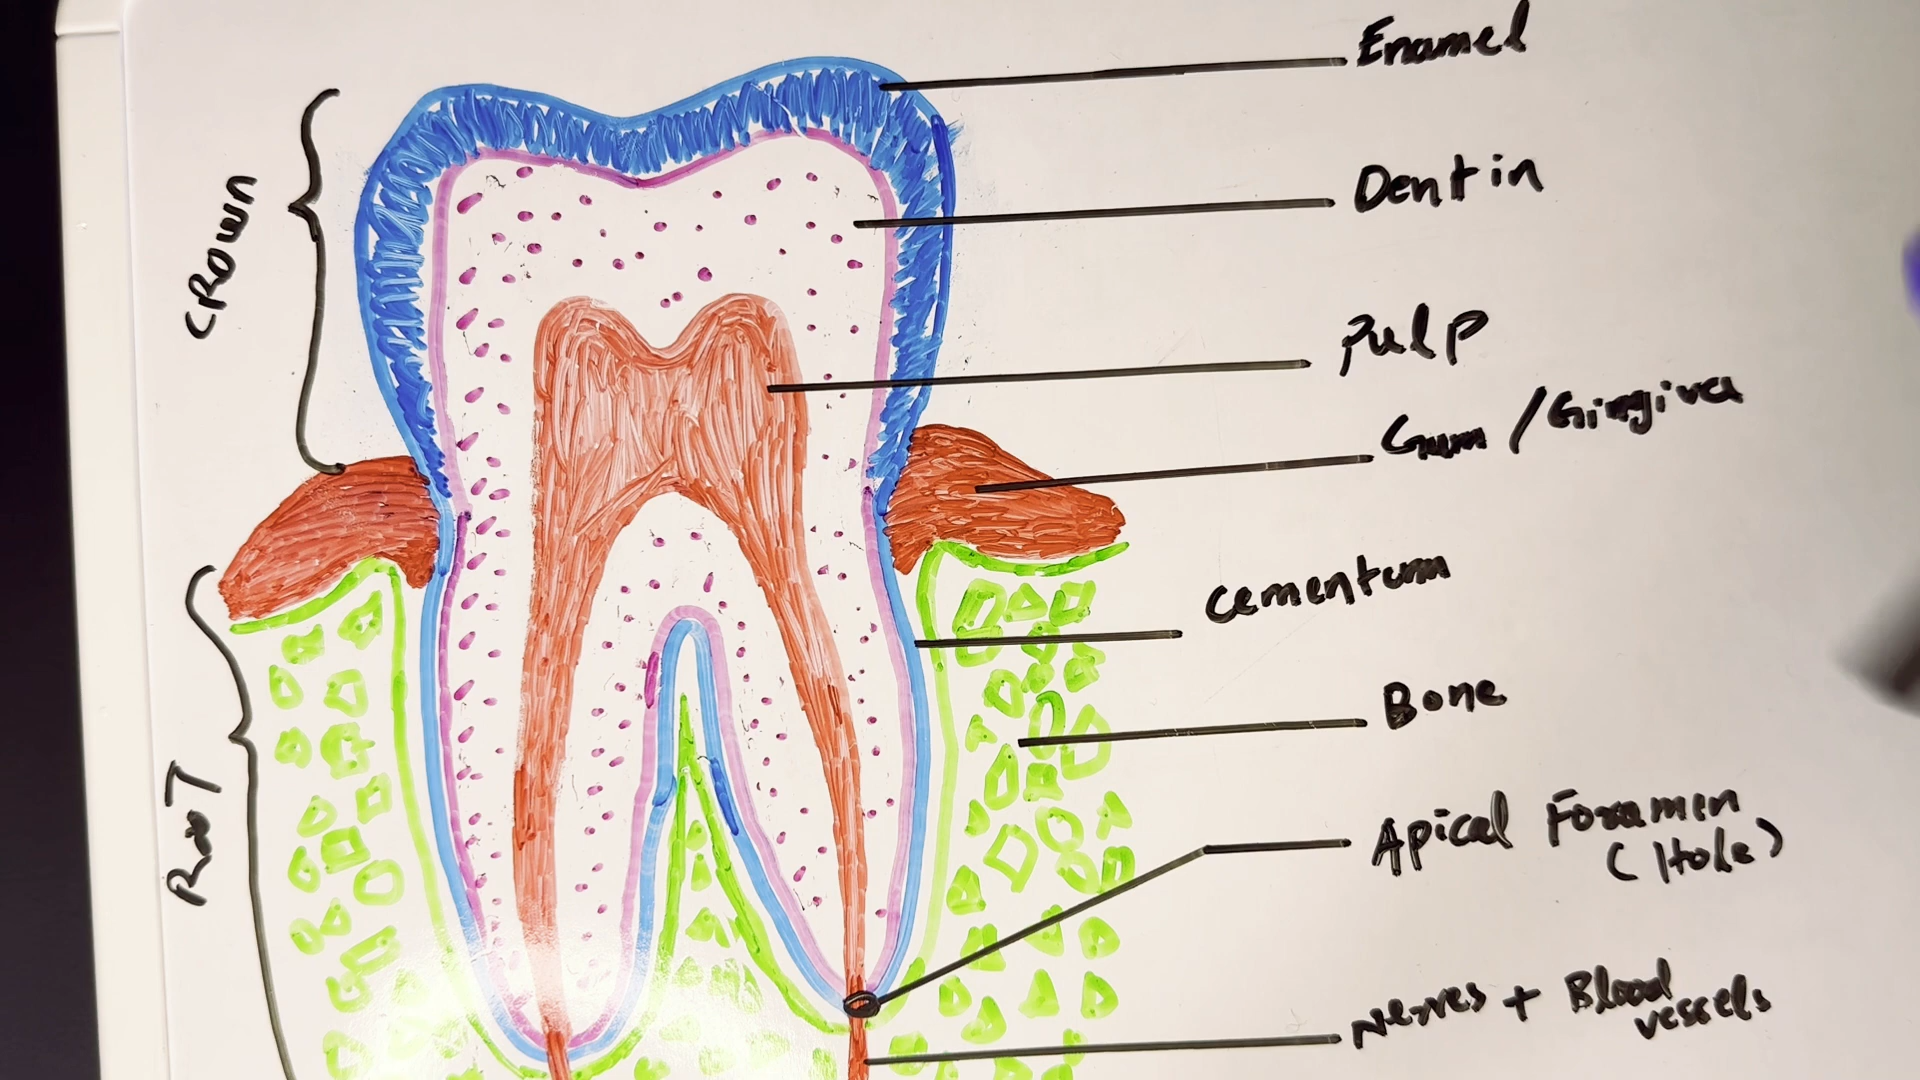 Enamel
Dentin
Pulp
Gum / Gingiva
Cementum
Bone
Apical Foramen
(Hole)
Nerves + Blood
vessels
CROWN
ROOT